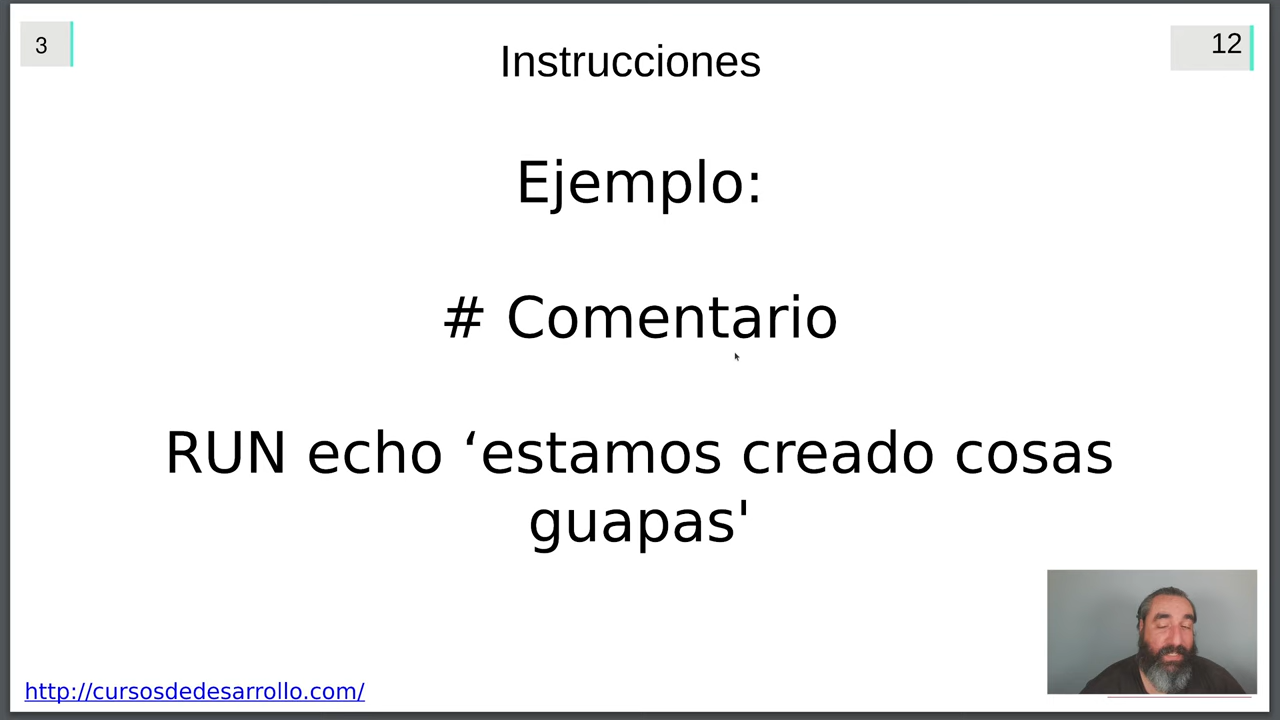 3
Instrucciones
12
Ejemplo:
# Comentario
RUN echo ‘estamos creado cosas
guapas'
http://cursosdedesarrollo.com/